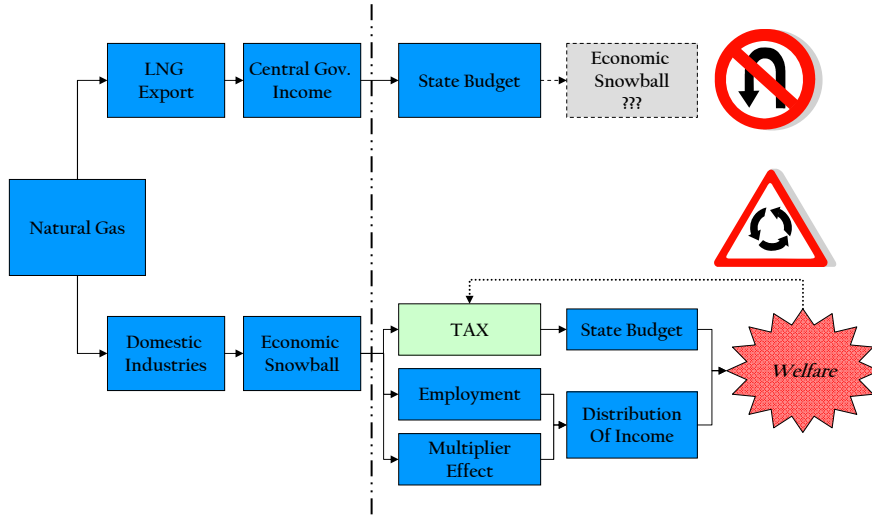 LNG
Export
Central Gov.
Income
State Budget
Economic
Snowball
???
Natural Gas
Domestic
Industries
Economic
Snowball
TAX
State Budget
Employment
Multiplier
Effect
Distribution
Of Income
Welfare